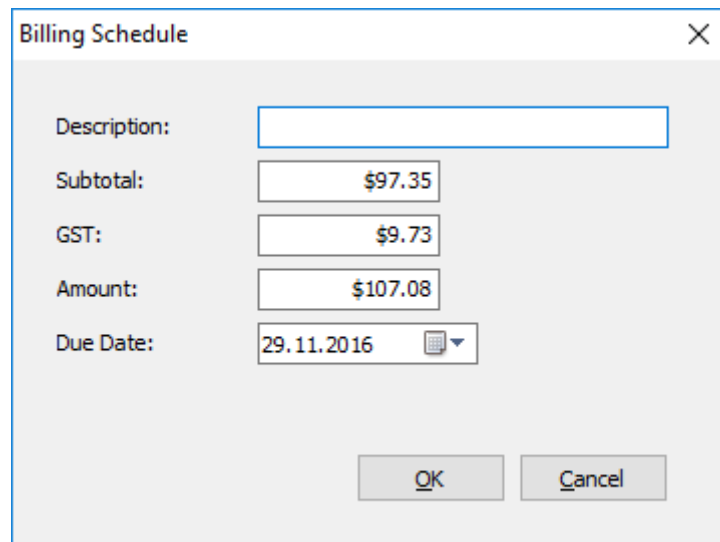 Billing Schedule
Description:
Subtotal: $97.35
GST: $9.73
Amount: $107.08
Due Date: 29.11.2016
OK Cancel